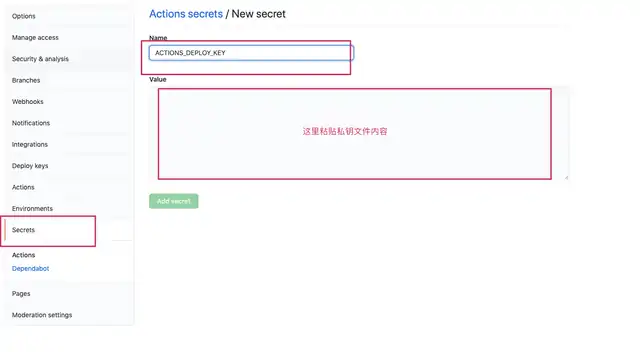 Options
Manage access
Security & analysis
Branches
Webhooks
Notifications
Integrations
Deploy keys
Actions
Environments
Secrets
Actions
Dependabot
Pages
Moderation settings
Actions secrets / New secret
Name
ACTIONS_DEPLOY_KEY
Value
这里粘贴私钥文件内容
Add secret